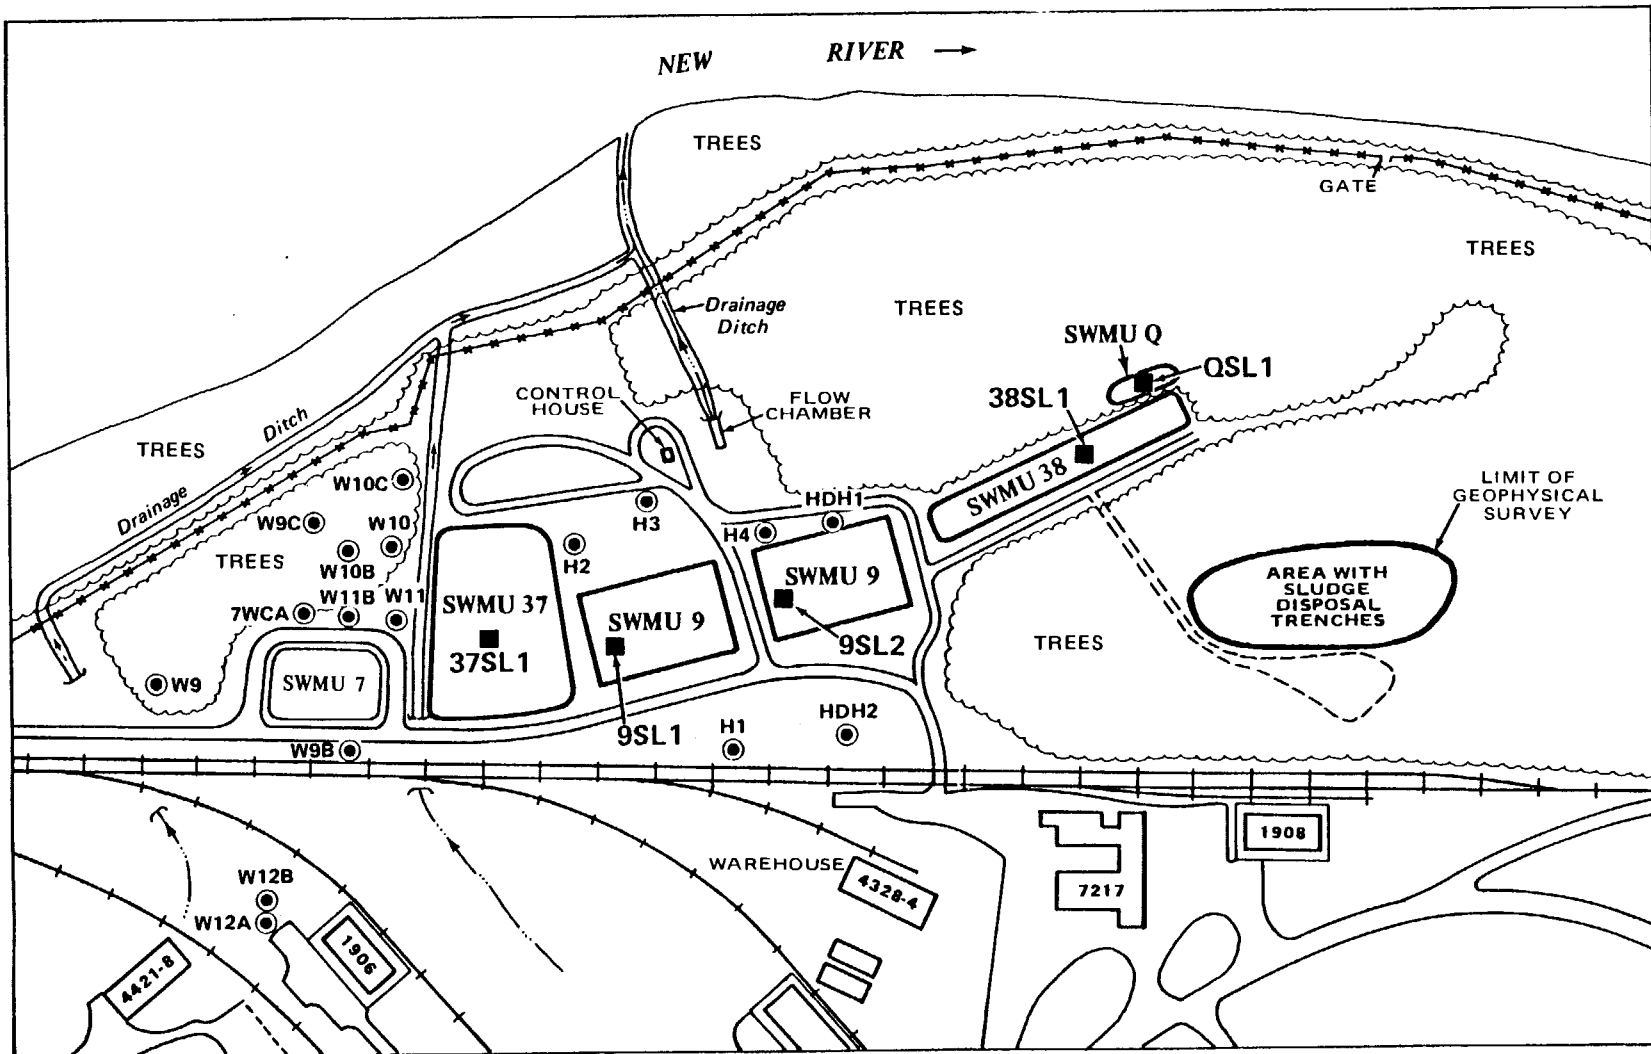 NEW RIVER
TREES
GATE
TREES
TREES
Drainage
Ditch
SWMU Q
QSL1
38SL1
CONTROL
HOUSE
FLOW
CHAMBER
Ditch
TREES
Drainage
W10C
SWMU 38
LIMIT OF
GEOPHYSICAL
SURVEY
HDH1
H3
W9C
W10
H4
H2
TREES
W10B
SWMU 9
AREA WITH
SLUDGE
DISPOSAL
TRENCHES
W11B
W11
SWMU 37
7WCA
SWMU 9
9SL2
TREES
37SL1
W9
SWMU 7
9SL1
H1
HDH2
W9B
1908
WAREHOUSE
4328-4
7217
W12B
W12A
1906
4421-B